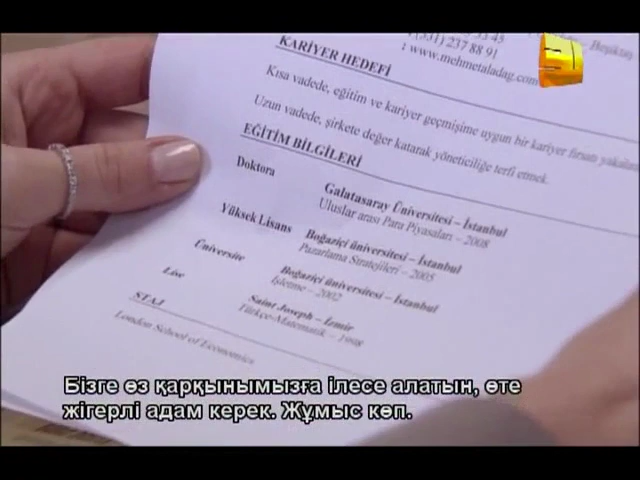 Beşiktaş
(531) 237 88 91
: www.mehmetaladag.com
KARİYER HEDEFİ
Kısa vadede, eğitim ve kariyer geçmişime uygun bir kariyer fırsatı
Uzun vadede, şirkete değer katarak yöneticiliğe terfi etmek.
EĞİTİM BİLGİLERİ
Doktora
Galatasaray Üniversitesi – İstanbul
Uluslar arası Para Piyasaları – 2008
Yüksek Lisans
Boğaziçi üniversitesi – İstanbul
Pazarlama Stratejileri – 2005
Üniversite
Boğaziçi üniversitesi – İstanbul
İşletme – 2002
Lise
Saint Joseph – İzmir
Türkçe-Matematik – 1998
STAJ
London School of Economics
Бізге өз қарқынымызға ілесе алатын, өте
жігерлі адам керек. Жұмыс көп.